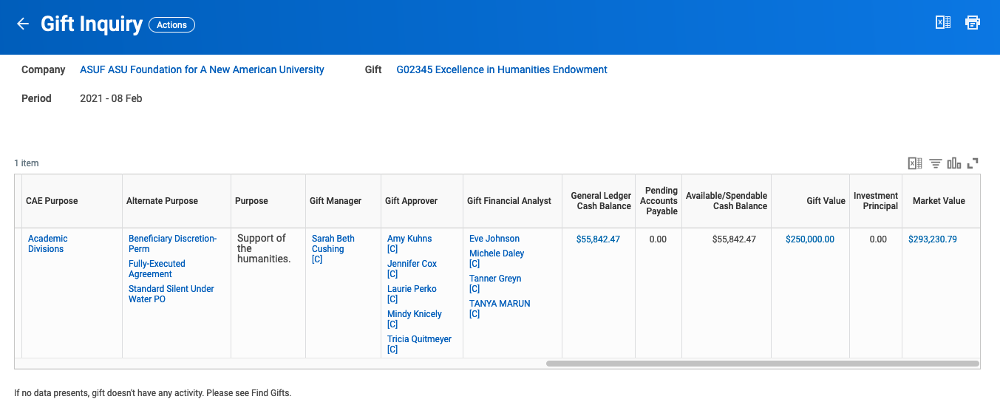 Gift Inquiry Actions
Company ASUF ASU Foundation for A New American University Gift G02345 Excellence in Humanities Endowment
Period 2021 - 08 Feb
1 item
CAE Purpose
Alternate Purpose
Purpose
Gift Manager
Gift Approver
Gift Financial Analyst
General Ledger
Cash Balance
Pending
Accounts
Payable
Available/Spendable
Cash Balance
Gift Value
Investment
Principal
Market Value
Academic
Divisions
Beneficiary Discretion-
Perm
Fully-Executed
Agreement
Standard Silent Under
Water PO
Support of
the
humanities.
Sarah Beth
Cushing
[C]
Amy Kuhns
[C]
Jennifer Cox
[C]
Laurie Perko
[C]
Mindy Knicely
[C]
Tricia Quitmeyer
[C]
Eve Johnson
Michele Daley
[C]
Tanner Greyn
[C]
TANYA MARUN
[C]
$55,842.47
0.00
$55,842.47
$250,000.00
0.00
$293,230.79
If no data presents, gift doesn't have any activity. Please see Find Gifts.